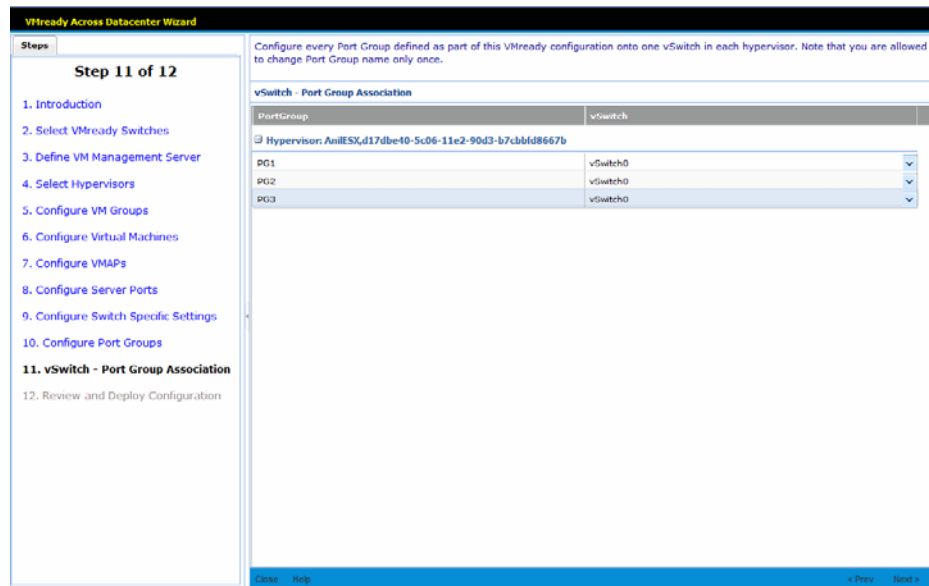 VMready Across Datacenter Wizard
Steps
Step 11 of 12
1. Introduction
2. Select VMready Switches
3. Define VM Management Server
4. Select Hypervisors
5. Configure VM Groups
6. Configure Virtual Machines
7. Configure VMAPs
8. Configure Server Ports
9. Configure Switch Specific Settings
10. Configure Port Groups
11. vSwitch - Port Group Association
12. Review and Deploy Configuration
Configure every Port Group defined as part of this VMready configuration onto one vSwitch in each hypervisor. Note that you are allowed
to change Port Group name only once.
vSwitch - Port Group Association
PortGroup vSwitch
Hypervisor: AnilESX,d17dbe40-5c06-11e2-90d3-b7cbbfd8667b
PG1 vSwitch0
PG2 vSwitch0
PG3 vSwitch0
Close Help < Prev Next >